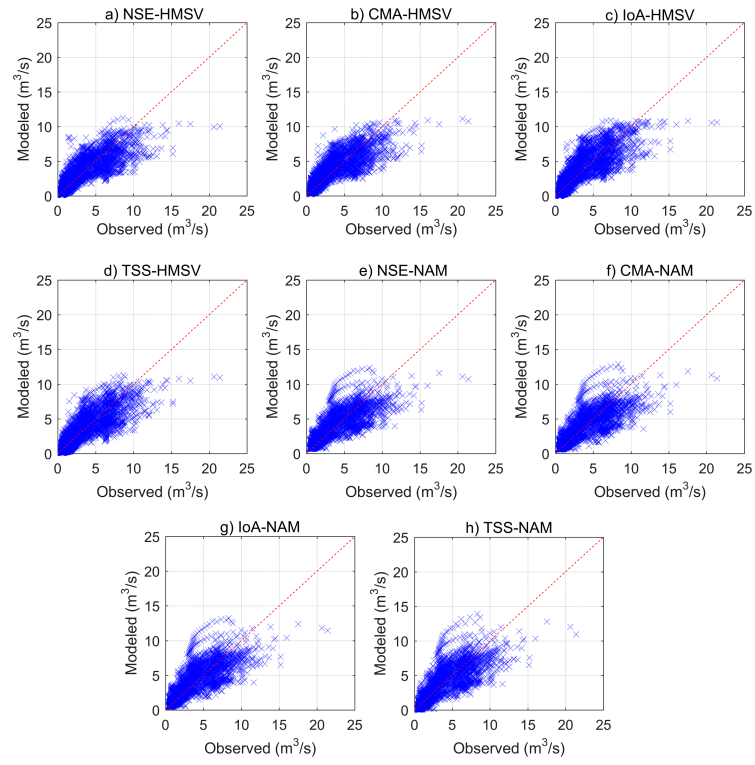 a) NSE-HMSV
b) CMA-HMSV
c) IoA-HMSV
25
20
15
10
5
0
Modeled (m³/s)
0 5 10 15 20 25
Observed (m³/s)
25
20
15
10
5
0
Modeled (m³/s)
0 5 10 15 20 25
Observed (m³/s)
25
20
15
10
5
0
Modeled (m³/s)
0 5 10 15 20 25
Observed (m³/s)
d) TSS-HMSV
e) NSE-NAM
f) CMA-NAM
25
20
15
10
5
0
Modeled (m³/s)
0 5 10 15 20 25
Observed (m³/s)
25
20
15
10
5
0
Modeled (m³/s)
0 5 10 15 20 25
Observed (m³/s)
25
20
15
10
5
0
Modeled (m³/s)
0 5 10 15 20 25
Observed (m³/s)
g) IoA-NAM
h) TSS-NAM
25
20
15
10
5
0
Modeled (m³/s)
0 5 10 15 20 25
Observed (m³/s)
25
20
15
10
5
0
Modeled (m³/s)
0 5 10 15 20 25
Observed (m³/s)